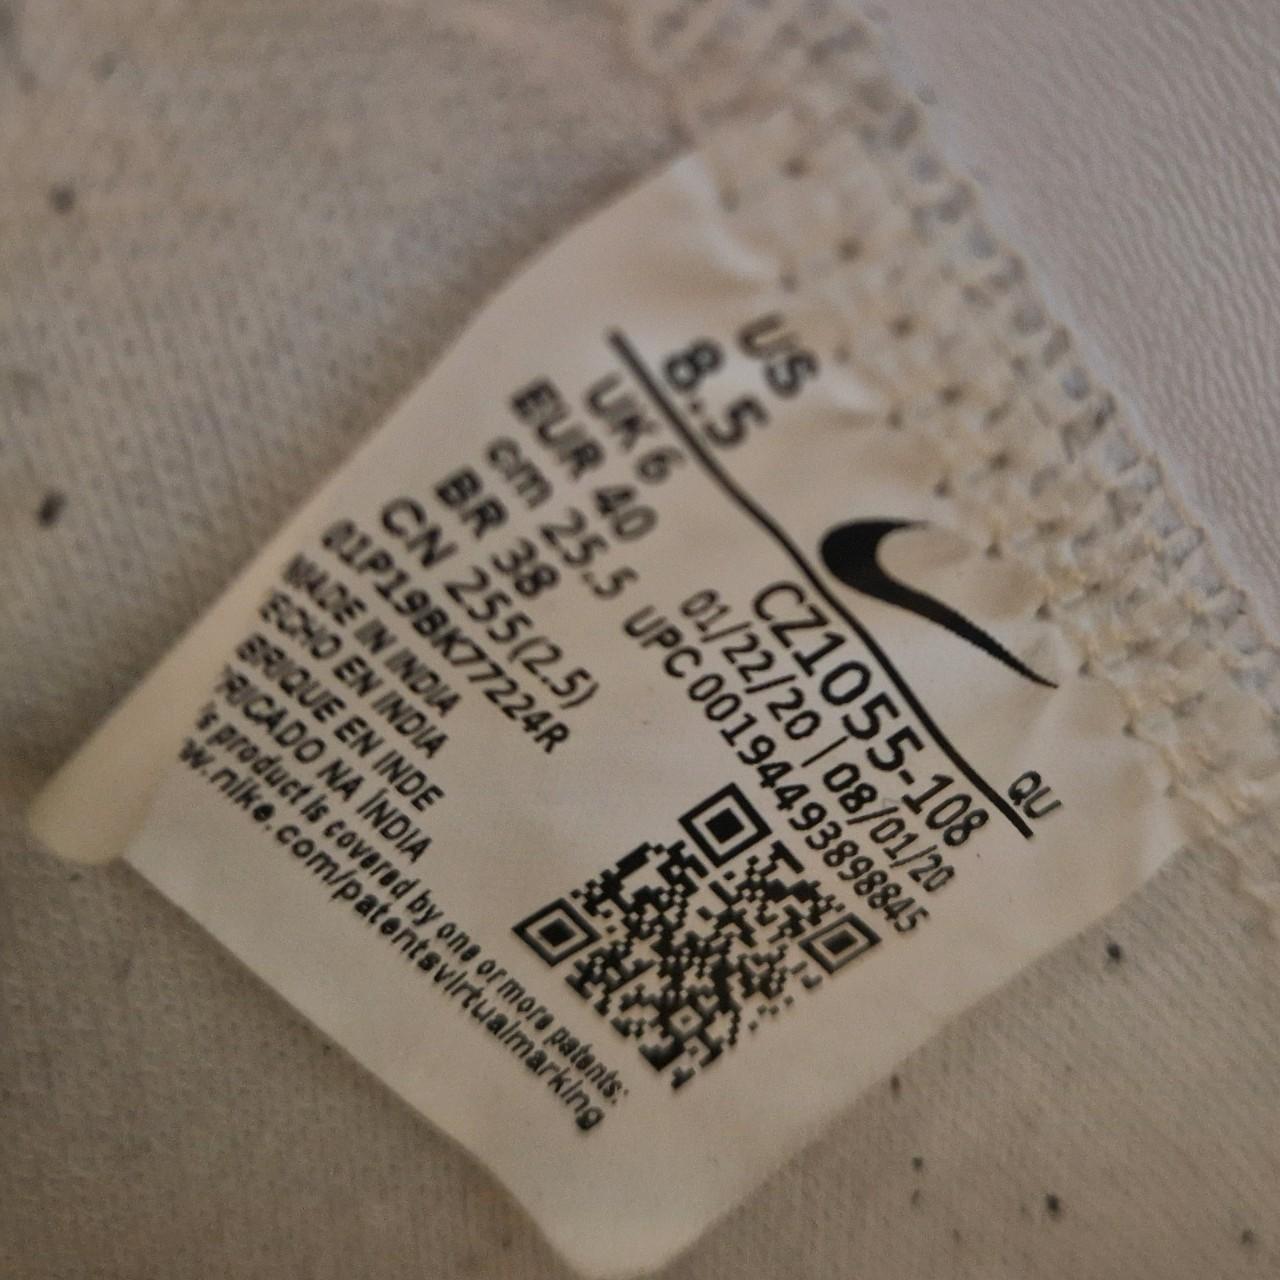 US
8.5
UK 6
EUR 40
cm 25.5
BR 38
CN 255(2.5)
01P19BK77224R
MADE IN INDIA
ECHO EN INDIA
BRIQUE EN INDE
RICADO NA ÍNDIA
's product is covered by one or more patents:
w.nike.com/patentsvirtualmarking
QU
CZ1055-108
01/22/20 | 08/01/20
UPC 00194493898845